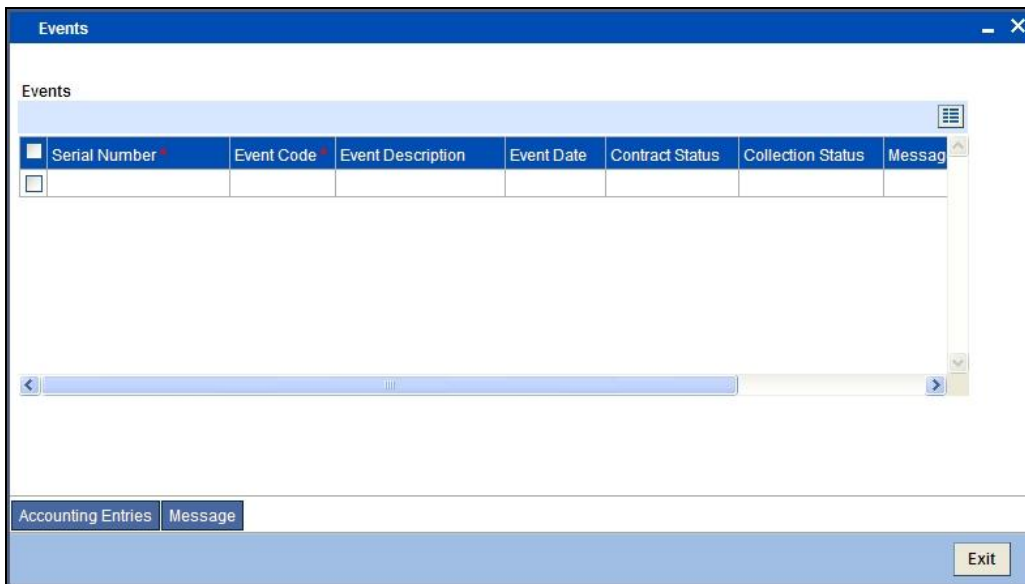 Events
Events
Serial Number* Event Code* Event Description Event Date Contract Status Collection Status Messag
Accounting Entries Message
Exit